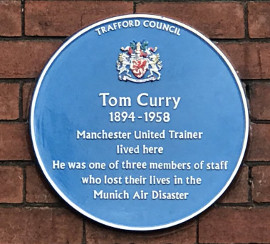 TRAFFORD COUNCIL
Tom Curry
1894-1958
Manchester United Trainer
lived here
He was one of three members of staff
who lost their lives in the
Munich Air Disaster